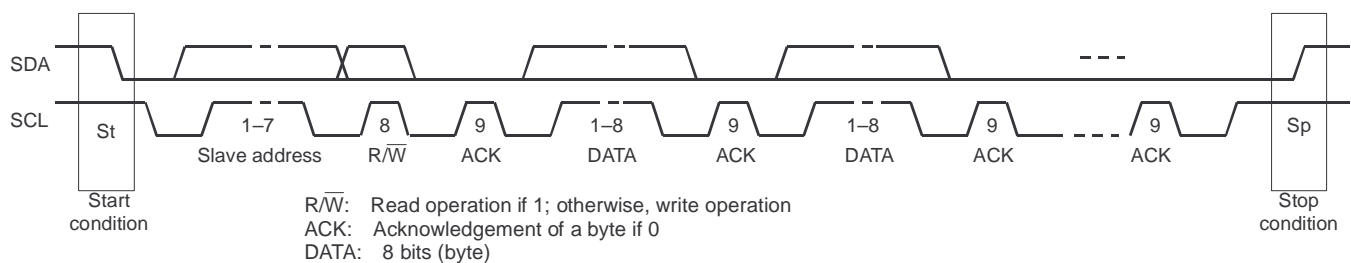 SDA
SCL
St 1–7 8 9 1–8 9 1–8 9 9 Sp
Slave address R/W̅ ACK DATA ACK DATA ACK ACK
Start
condition
Stop
condition
R/W̅: Read operation if 1; otherwise, write operation
ACK: Acknowledgement of a byte if 0
DATA: 8 bits (byte)